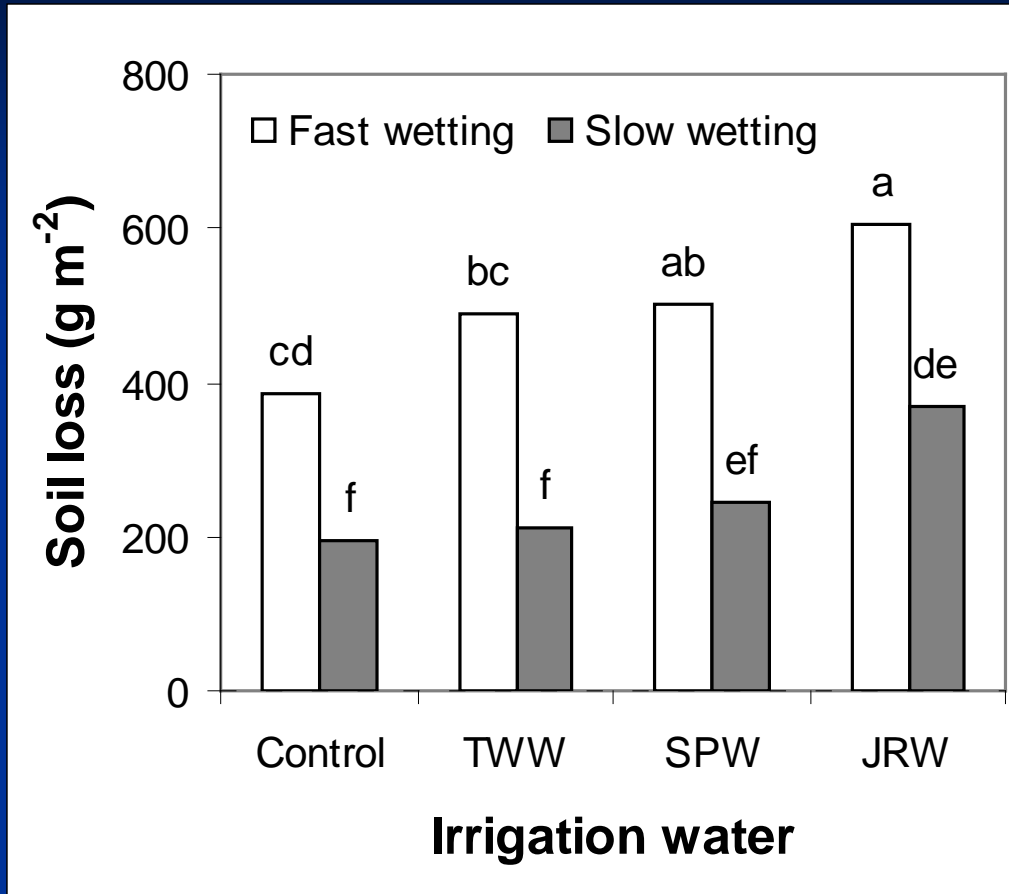 800
600
400
200
0
Soil loss (g m⁻²)
Fast wetting Slow wetting
cd
f
bc
f
ab
ef
a
de
Control TWW SPW JRW
Irrigation water